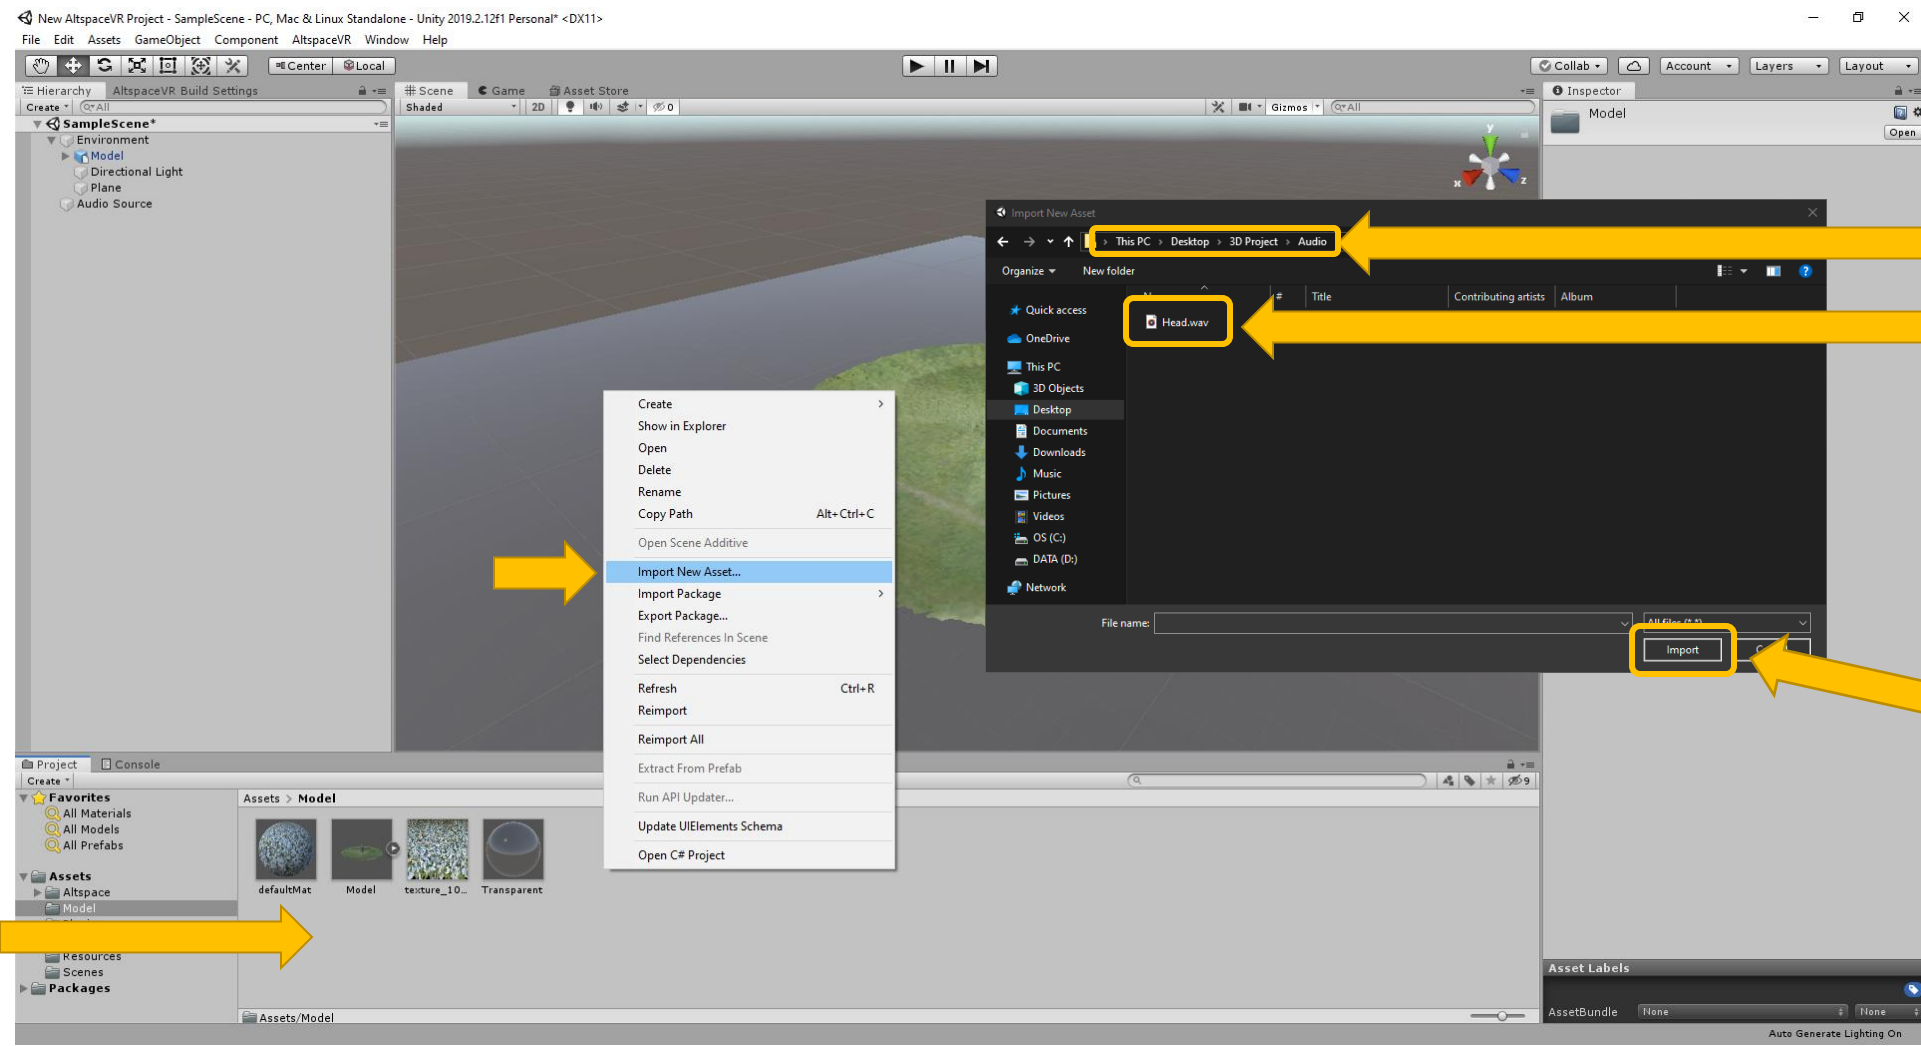 New AltspaceVR Project - SampleScene - PC, Mac & Linux Standalone - Unity 2019.2.12f1 Personal* <DX11>
File Edit Assets GameObject Component AltspaceVR Window Help
Center Local Collab Account Layers Layout
Hierarchy AltspaceVR Build Settings
Create All
SampleScene*
Environment
Model
Directional Light
Plane
Audio Source
Scene Game Asset Store
Shaded 2D 0 Gizmos All
y
x z
Inspector
Model
Open
Import New Asset
This PC > Desktop > 3D Project > Audio
Organize New folder
# Title Contributing artists Album
Head.wav
Quick access
OneDrive
This PC
3D Objects
Desktop
Documents
Downloads
Music
Pictures
Videos
OS (C:)
DATA (D:)
Network
File name: All files (*.*)
Import
Create
Show in Explorer
Open
Delete
Rename
Copy Path Alt+Ctrl+C
Open Scene Additive
Import New Asset...
Import Package
Export Package...
Find References In Scene
Select Dependencies
Refresh Ctrl+R
Reimport
Reimport All
Extract From Prefab
Run API Updater...
Update UIElements Schema
Open C# Project
Project Console
Create
9
Favorites
All Materials
All Models
All Prefabs
Assets
Altspace
Model
Resources
Scenes
Packages
Assets > Model
defaultMat Model texture_10... Transparent
Assets/Model
Asset Labels
AssetBundle None None
Auto Generate Lighting On